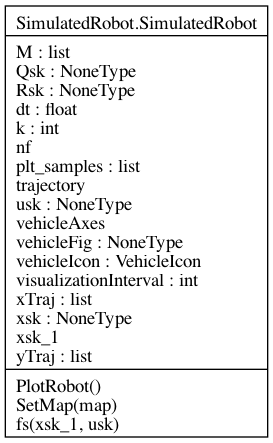 SimulatedRobot.SimulatedRobot
M : list
Qsk : NoneType
Rsk : NoneType
dt : float
k : int
nf
plt_samples : list
trajectory
usk : NoneType
vehicleAxes
vehicleFig : NoneType
vehicleIcon : VehicleIcon
visualizationInterval : int
xTraj : list
xsk : NoneType
xsk_1
yTraj : list
PlotRobot()
SetMap(map)
fs(xsk_1, usk)